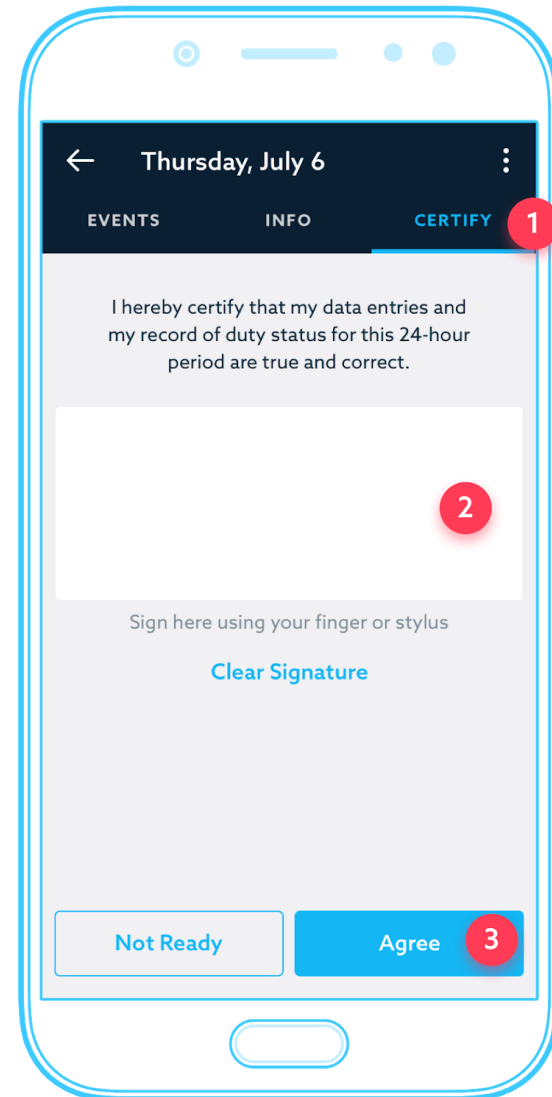 Thursday, July 6
EVENTS INFO CERTIFY 1
I hereby certify that my data entries and
my record of duty status for this 24-hour
period are true and correct.
2
Sign here using your finger or stylus
Clear Signature
Not Ready Agree 3